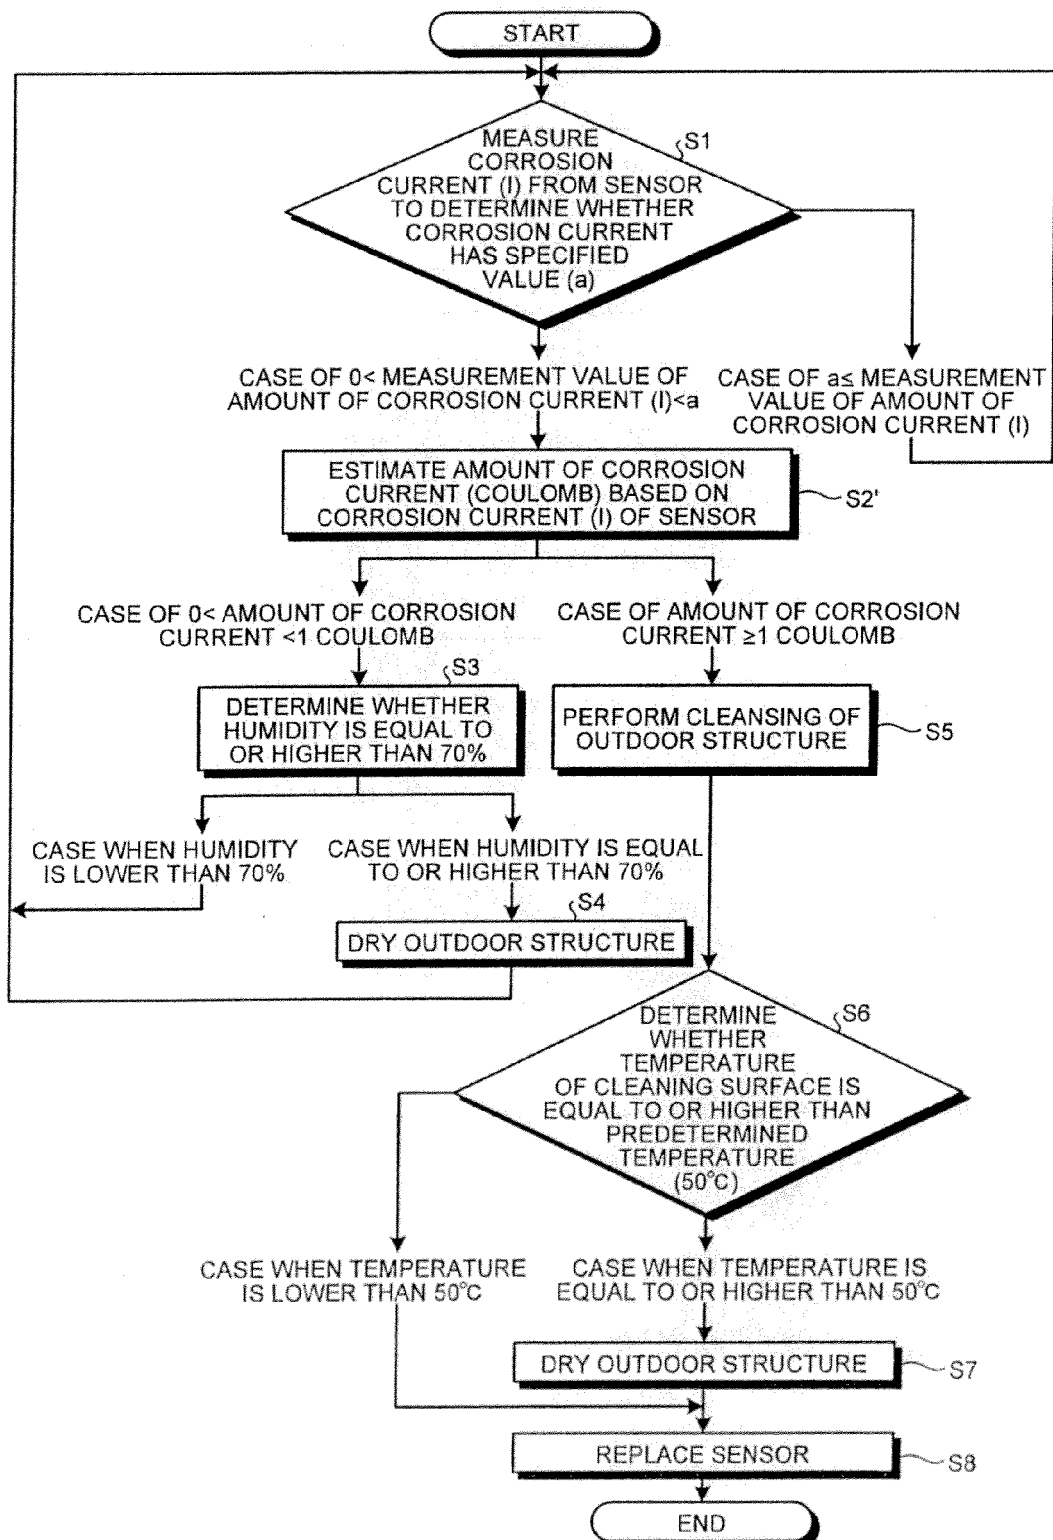 START
S1
MEASURE
CORROSION
CURRENT (I) FROM SENSOR
TO DETERMINE WHETHER
CORROSION CURRENT
HAS SPECIFIED
VALUE (a)
CASE OF 0< MEASUREMENT VALUE OF
AMOUNT OF CORROSION CURRENT (I)<a
CASE OF a≤ MEASUREMENT
VALUE OF AMOUNT OF
CORROSION CURRENT (I)
ESTIMATE AMOUNT OF CORROSION
CURRENT (COULOMB) BASED ON
CORROSION CURRENT (I) OF SENSOR
S2'
CASE OF 0< AMOUNT OF CORROSION
CURRENT <1 COULOMB
CASE OF AMOUNT OF CORROSION
CURRENT ≥1 COULOMB
S3
DETERMINE WHETHER
HUMIDITY IS EQUAL TO
OR HIGHER THAN 70%
PERFORM CLEANSING OF
OUTDOOR STRUCTURE
S5
CASE WHEN HUMIDITY
IS LOWER THAN 70%
CASE WHEN HUMIDITY IS EQUAL
TO OR HIGHER THAN 70%
S4
DRY OUTDOOR STRUCTURE
S6
DETERMINE
WHETHER
TEMPERATURE
OF CLEANING SURFACE IS
EQUAL TO OR HIGHER THAN
PREDETERMINED
TEMPERATURE
(50°C)
CASE WHEN TEMPERATURE
IS LOWER THAN 50°C
CASE WHEN TEMPERATURE IS
EQUAL TO OR HIGHER THAN 50°C
DRY OUTDOOR STRUCTURE
S7
REPLACE SENSOR
S8
END